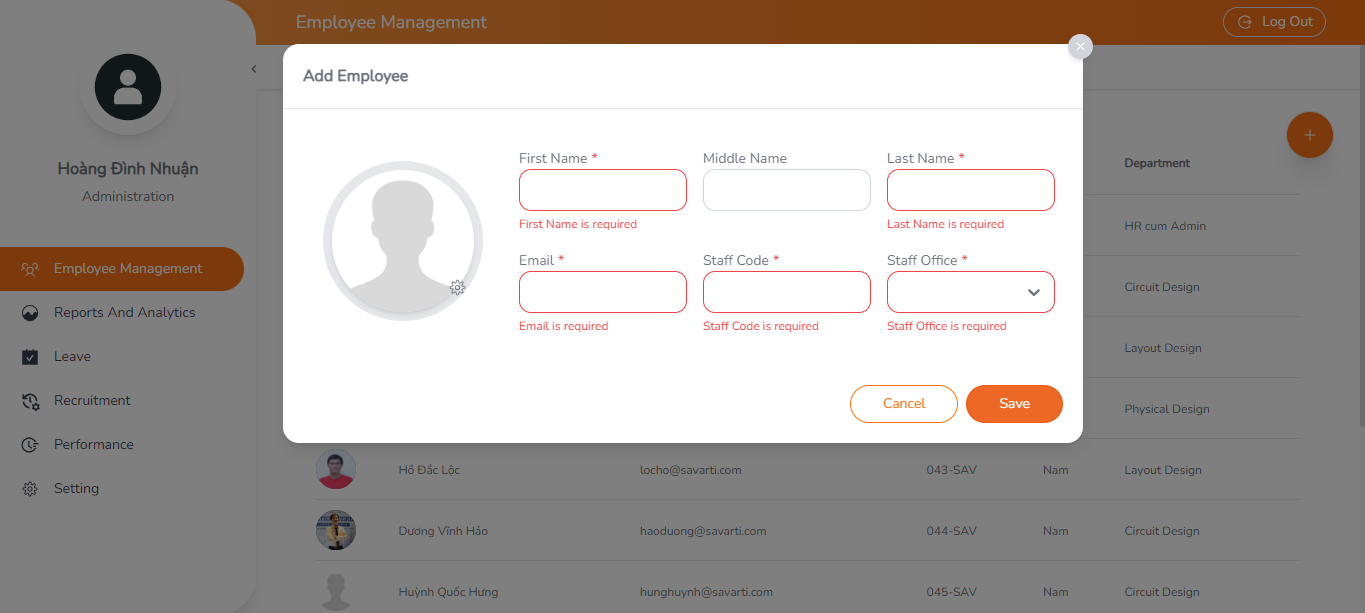 Employee Management
Log Out
Add Employee
Hoàng Đình Nhuận
Administration
Employee Management
Reports And Analytics
Leave
Recruitment
Performance
Setting
First Name *
Middle Name
Last Name *
First Name is required
Last Name is required
Email *
Staff Code *
Staff Office *
Email is required
Staff Code is required
Staff Office is required
Cancel
Save
Department
HR cum Admin
Circuit Design
Layout Design
Physical Design
Hồ Đắc Lộc locho@savarti.com 043-SAV Nam Layout Design
Dương Vĩnh Hảo haoduong@savarti.com 044-SAV Nam Circuit Design
Huỳnh Quốc Hưng hunghuynh@savarti.com 045-SAV Nam Circuit Design